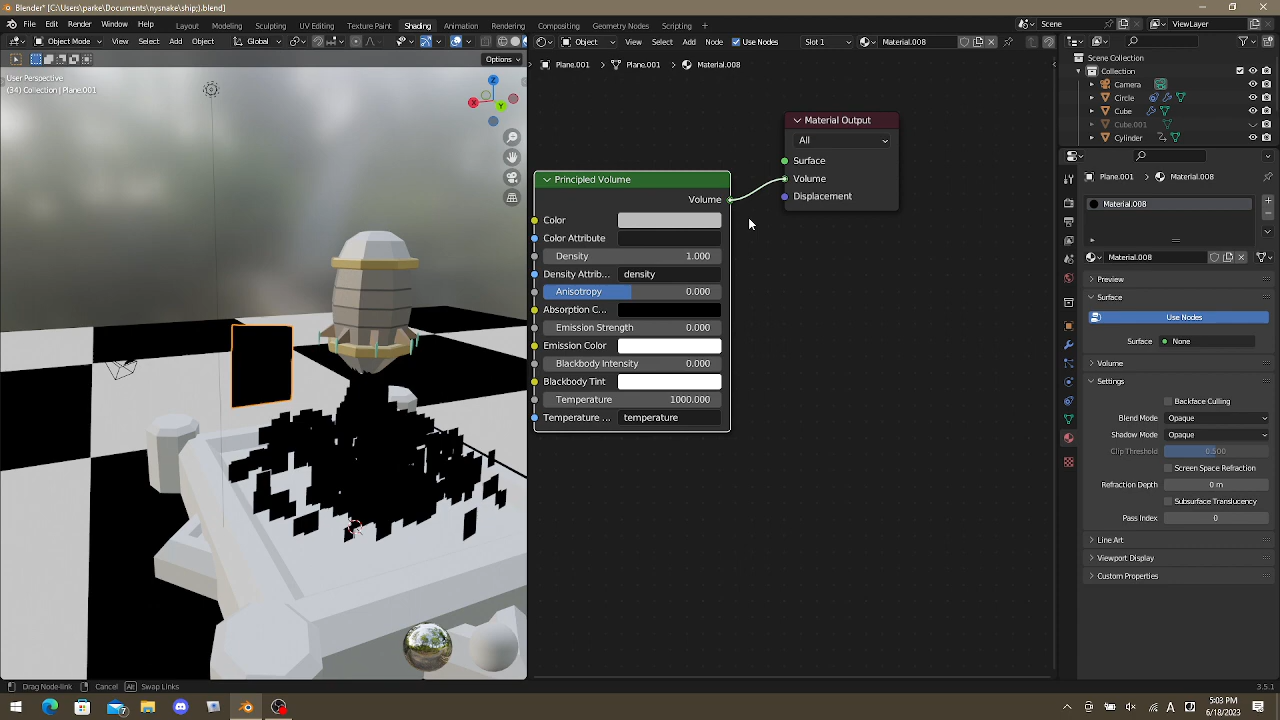 Blender* [C:\Users\parke\Documents\nysnake\ship;).blend]
File Edit Render Window Help Layout Modeling Sculpting UV Editing Texture Paint Shading Animation Rendering Compositing Geometry Nodes Scripting + Scene ViewLayer
Object Mode View Select Add Object Global Object View Select Add Node Use Nodes Slot 1 Material.008
Options
User Perspective
(34) Collection | Plane.001
Z
X
Y
Plane.001 > Plane.001 > Material.008
Material Output
All
Surface
Volume
Displacement
Principled Volume
Volume
Color
Color Attribute
Density 1.000
Density Attrib... density
Anisotropy 0.000
Absorption C...
Emission Strength 0.000
Emission Color
Blackbody Intensity 0.000
Blackbody Tint
Temperature 1000.000
Temperature ... temperature
Scene Collection
Collection
Camera
Circle
Cube
Cube.001
Cylinder
Plane.001 > Material.008
Material.008
Material.008
Preview
Surface
Use Nodes
Surface None
Volume
Settings
Backface Culling
Blend Mode Opaque
Shadow Mode Opaque
Clip Threshold 0.500
Screen Space Refraction
Refraction Depth 0 m
Subsurface Translucency
Pass Index 0
Line Art
Viewport Display
Custom Properties
Drag Node-link Cancel Alt Swap Links 3.5.1
7 A 5:03 PM
6/18/2023